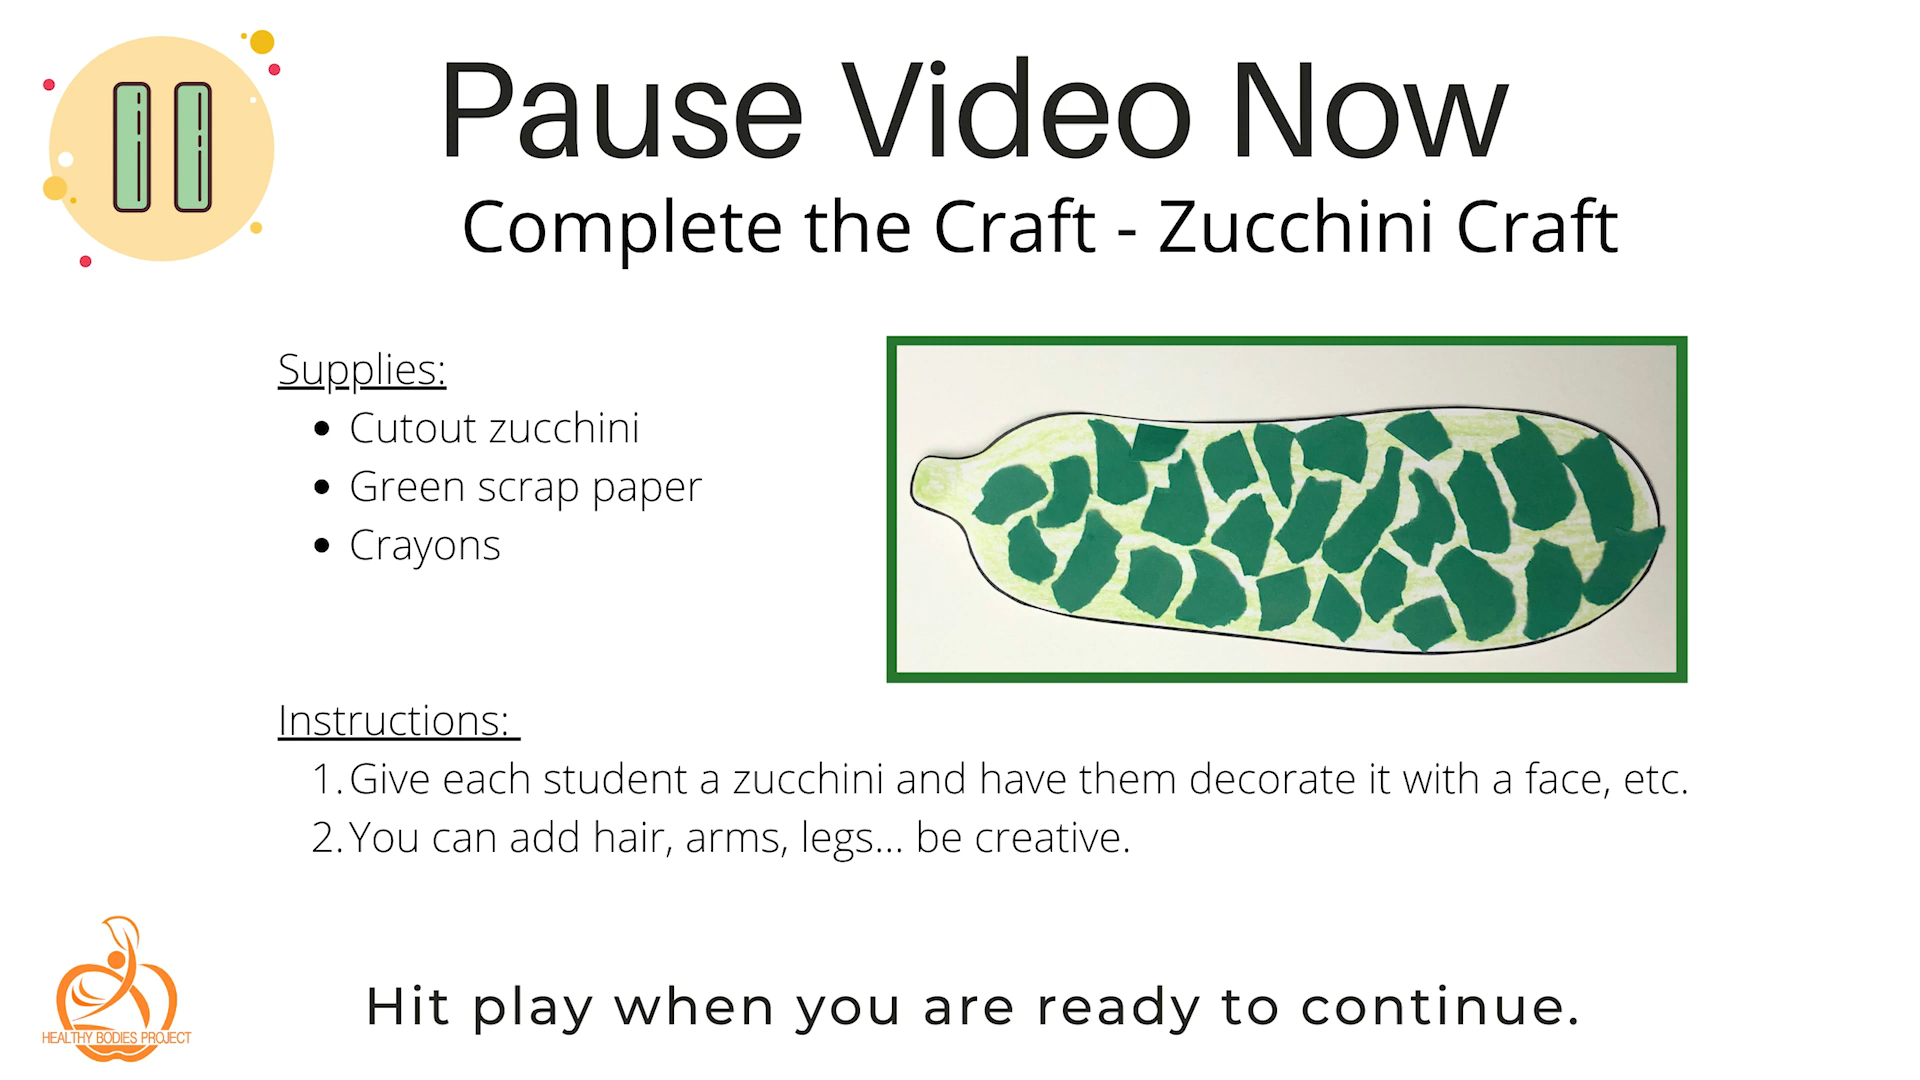 Pause Video Now
Complete the Craft - Zucchini Craft
Supplies:
• Cutout zucchini
• Green scrap paper
• Crayons
Instructions:
1. Give each student a zucchini and have them decorate it with a face, etc.
2. You can add hair, arms, legs... be creative.
HEALTHY BODIES PROJECT
Hit play when you are ready to continue.